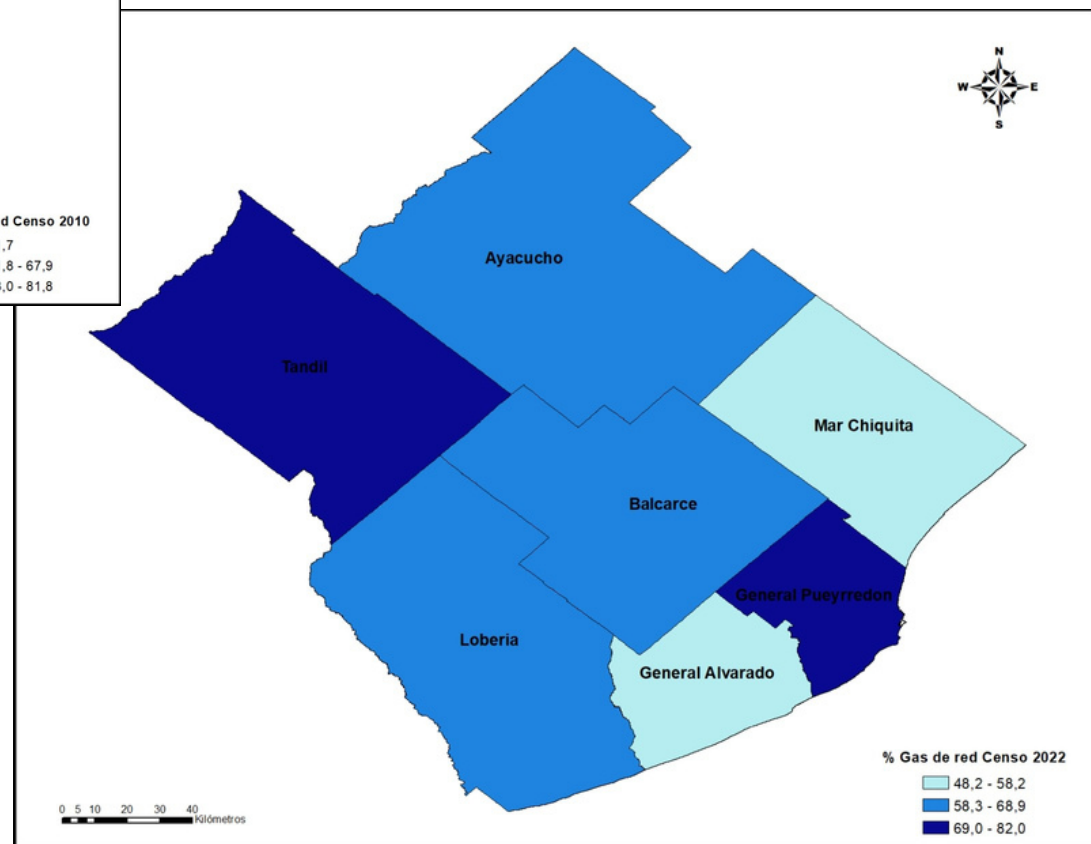 d Censo 2010
,7
,8 - 67,9
,0 - 81,8
N
W E
S
Ayacucho
Tandil
Mar Chiquita
Balcarce
General Pueyrredon
Loberia
General Alvarado
% Gas de red Censo 2022
48,2 - 58,2
58,3 - 68,9
69,0 - 82,0
0 5 10 20 30 40
Kilómetros